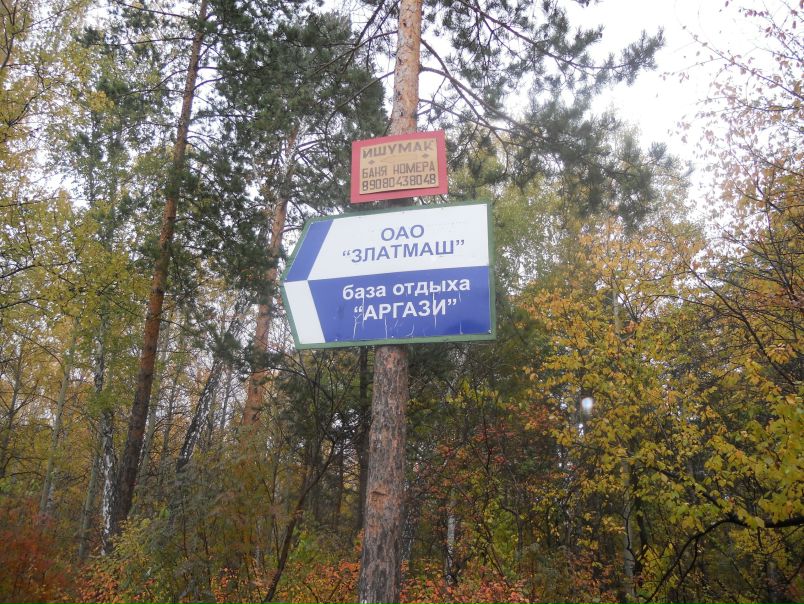 ИШУМАК
БАНЯ НОМЕРА
89080438048
ОАО
"ЗЛАТМАШ"
база отдыха
"АРГАЗИ"